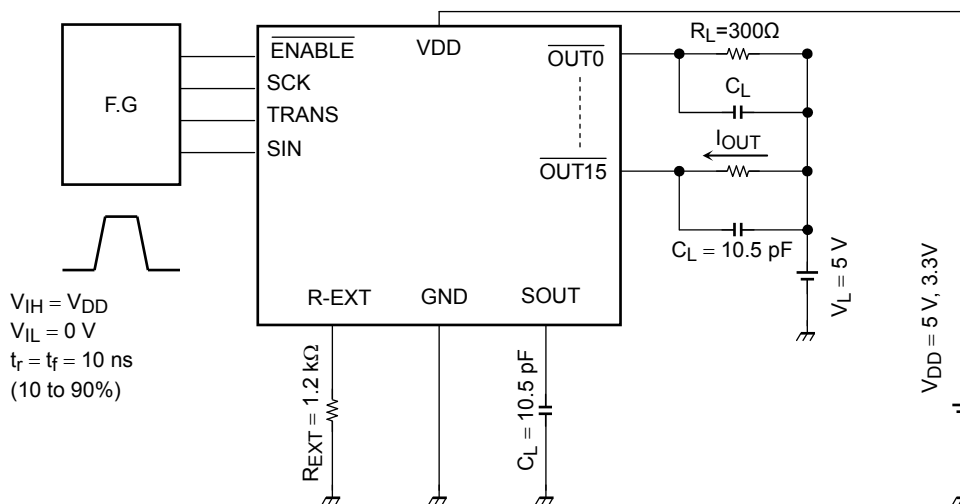 F.G
ENABLE
SCK
TRANS
SIN
VDD
OUT0
OUT15
R-EXT
GND
SOUT
RL=300Ω
CL
IOUT
CL = 10.5 pF
VL = 5 V
VDD = 5 V, 3.3V
VIH = VDD
VIL = 0 V
tr = tf = 10 ns
(10 to 90%)
REXT = 1.2 kΩ
CL = 10.5 pF